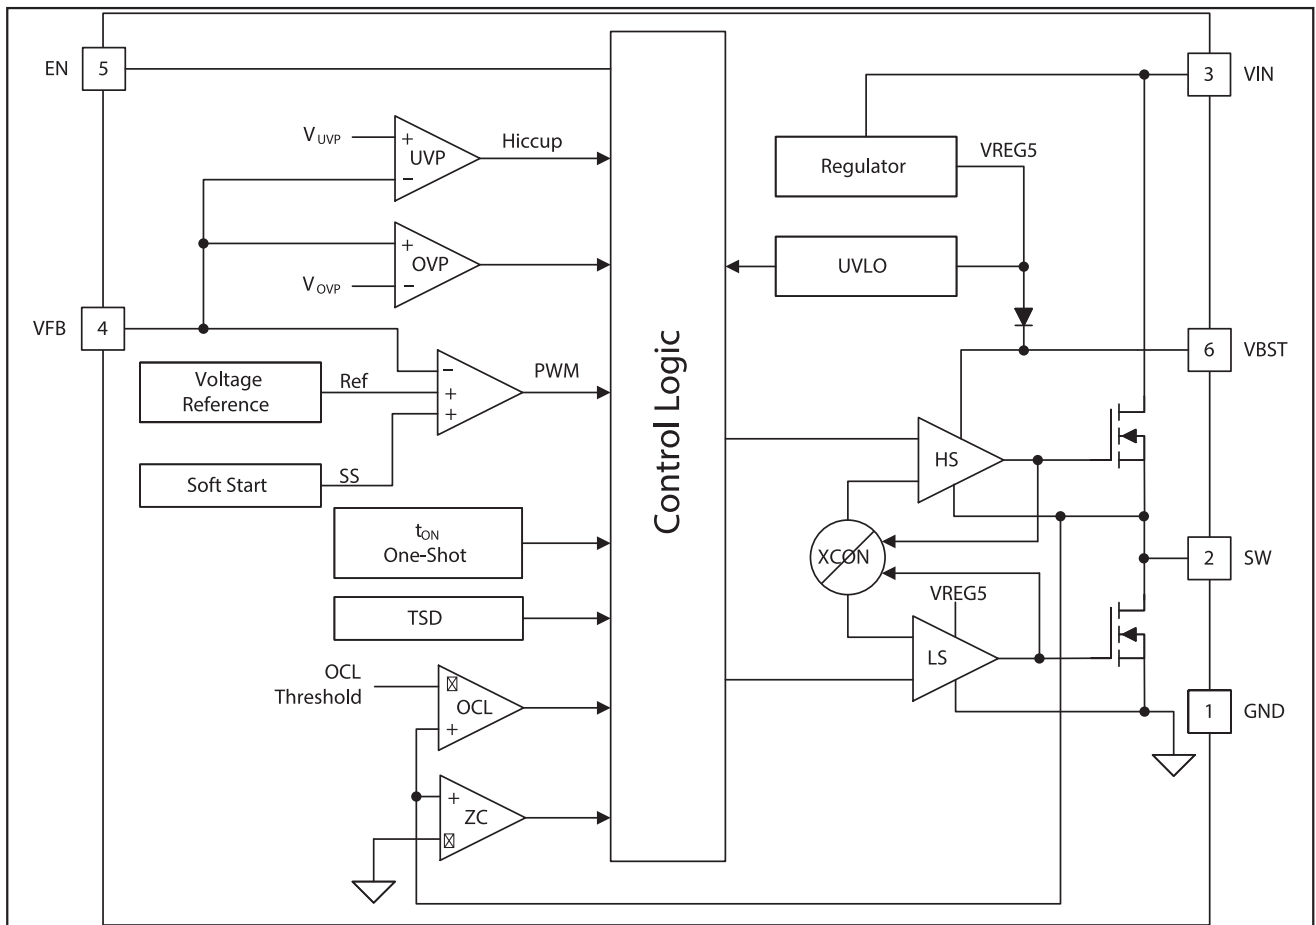 EN
5
3
VIN
V UVP
+
UVP
−
Hiccup
Regulator
VREG5
+
OVP
V OVP
−
UVLO
VFB
4
6
VBST
Voltage
Reference
Ref
−
+
+
PWM
Soft Start
SS
Control Logic
HS
tON
One-Shot
XCON
2
SW
TSD
VREG5
LS
OCL
Threshold
OCL
+
1
GND
+
ZC